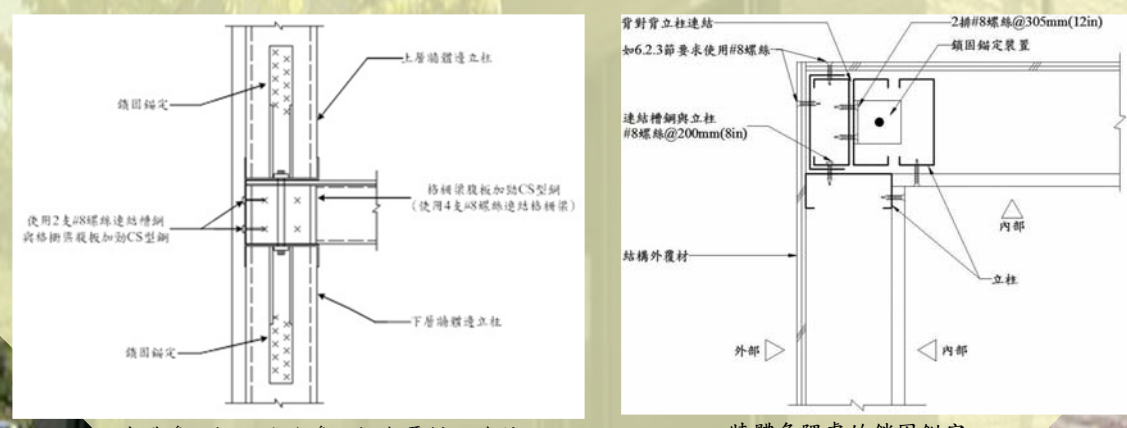 上層牆體邊立柱
鎖固錨定
格柵梁腹板加勁CS型鋼
(使用4支#8螺絲連結格柵梁)
使用2支#8螺絲連結槽鋼
與格柵梁腹板加勁CS型鋼
下層牆體邊立柱
鎖固錨定
背對背立柱連結
如6.2.3節要求使用#8螺絲
2排#8螺絲@305mm(12in)
鎖固錨定裝置
連結槽鋼與立柱
#8螺絲@200mm(8in)
內部
結構外覆材
立柱
外部
內部